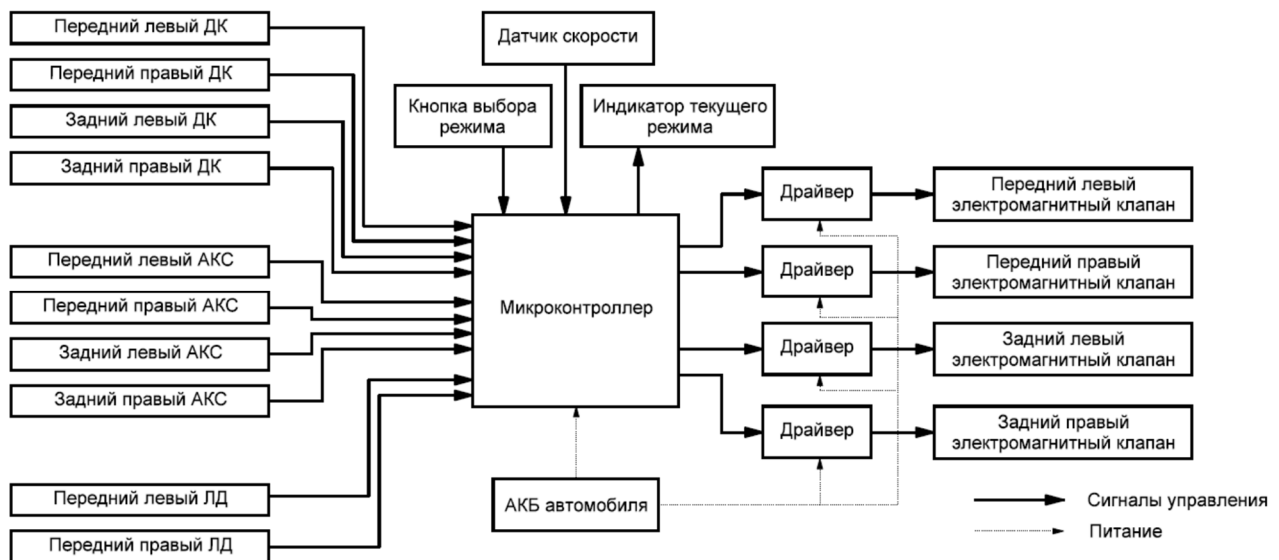 Передний левый ДК
Передний правый ДК
Задний левый ДК
Задний правый ДК
Передний левый АКС
Передний правый АКС
Задний левый АКС
Задний правый АКС
Передний левый ЛД
Передний правый ЛД
Датчик скорости
Кнопка выбора
режима
Индикатор текущего
режима
Микроконтроллер
АКБ автомобиля
Драйвер
Драйвер
Драйвер
Драйвер
Передний левый
электромагнитный клапан
Передний правый
электромагнитный клапан
Задний левый
электромагнитный клапан
Задний правый
электромагнитный клапан
Сигналы управления
Питание